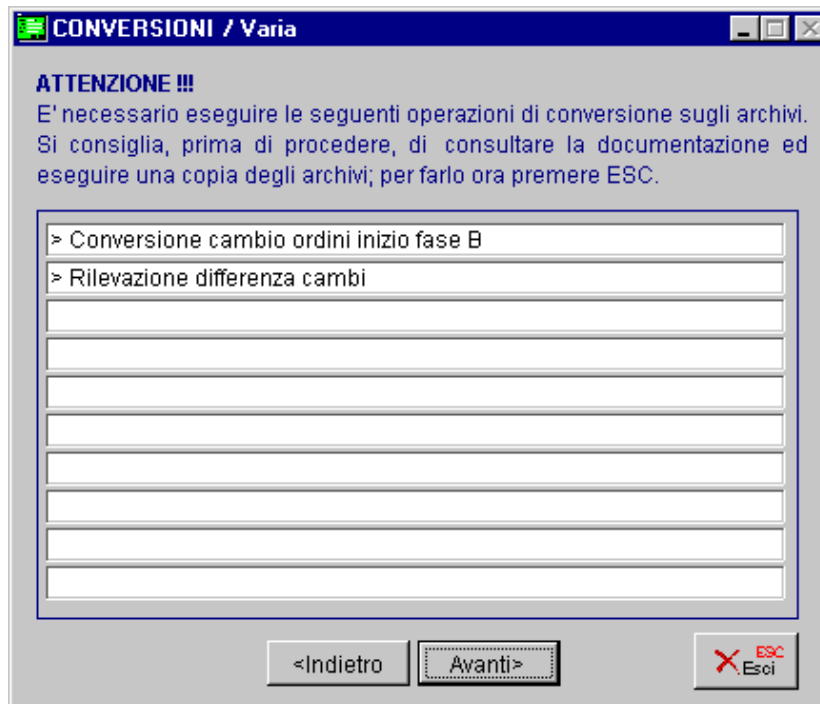 CONVERSIONI / Varia
ATTENZIONE !!!
E' necessario eseguire le seguenti operazioni di conversione sugli archivi.
Si consiglia, prima di procedere, di consultare la documentazione ed
eseguire una copia degli archivi; per farlo ora premere ESC.
> Conversione cambio ordini inizio fase B
> Rilevazione differenza cambi
<Indietro
Avanti>
ESC
Esci